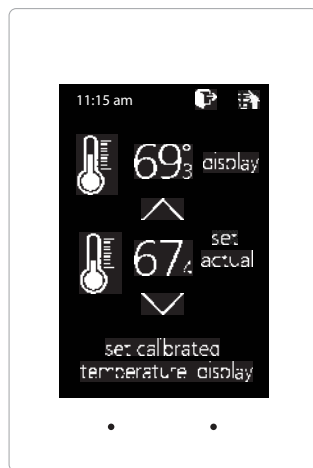 11:15 am
69°3 display
67.4 set
actual
set calibrated
temperature display